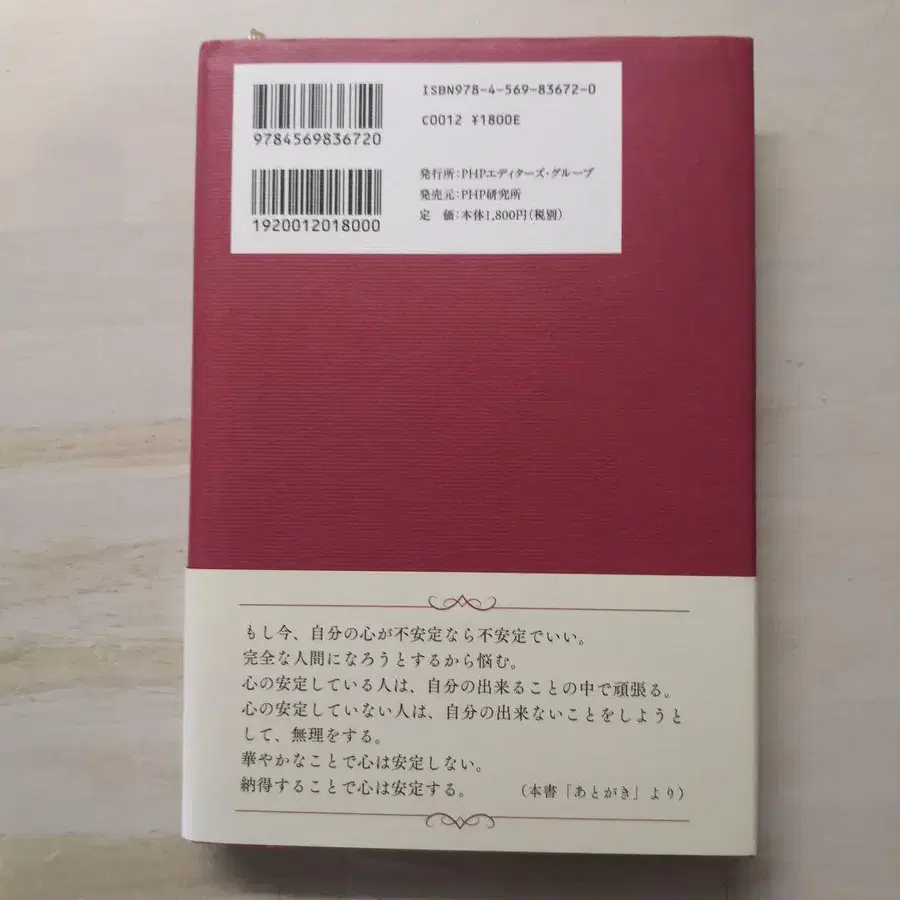 ISBN978-4-569-83672-0
C0012 ¥1800E
9784569836720
発行所:PHPエディターズ・グループ
発売元:PHP研究所
定 価:本体1,800円(税別)
1920012018000
もし今、自分の心が不安定なら不安定でいい。
完全な人間になろうとするから悩む。
心の安定している人は、自分の出来ることの中で頑張る。
心の安定していない人は、自分の出来ないことをしようと
して、無理をする。
華やかなことで心は安定しない。
納得することで心は安定する。 (本書「あとがき」より)